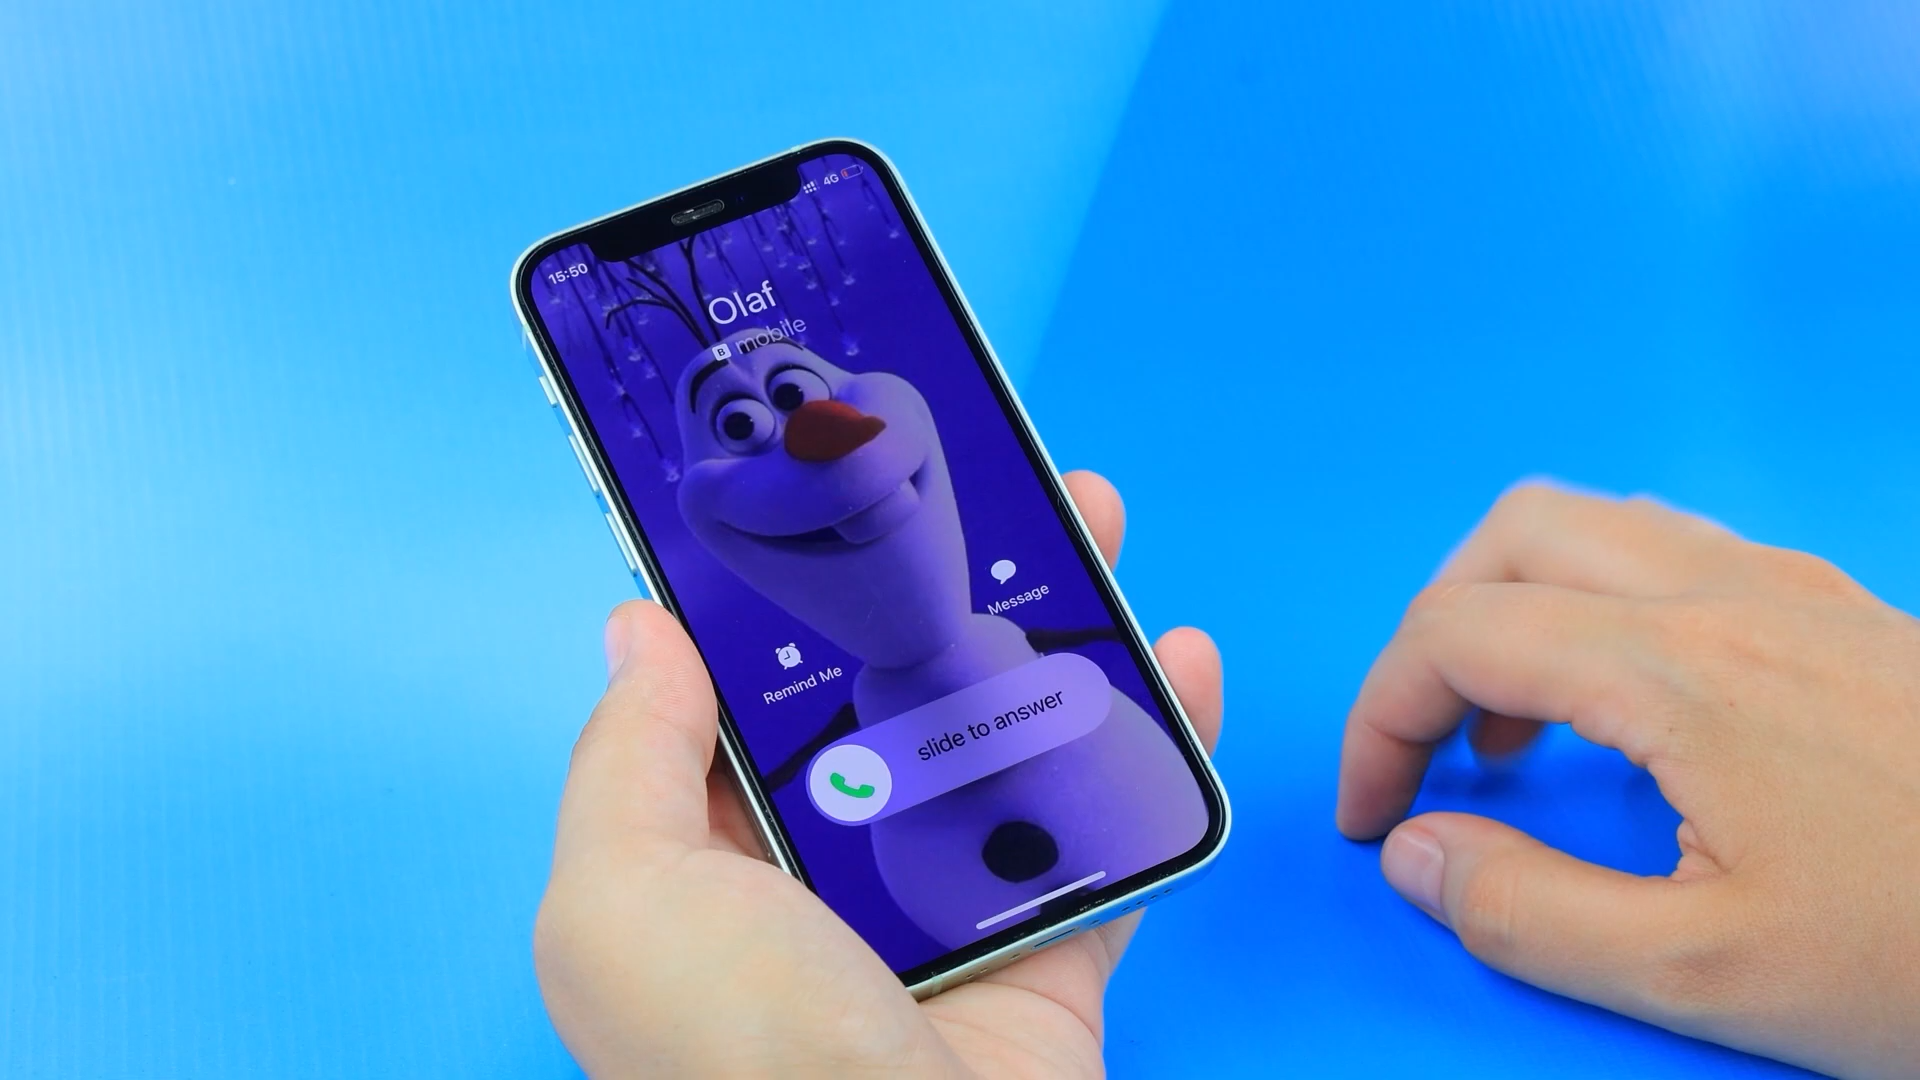 15:50
4G
Olaf
B mobile
Message
Remind Me
slide to answer